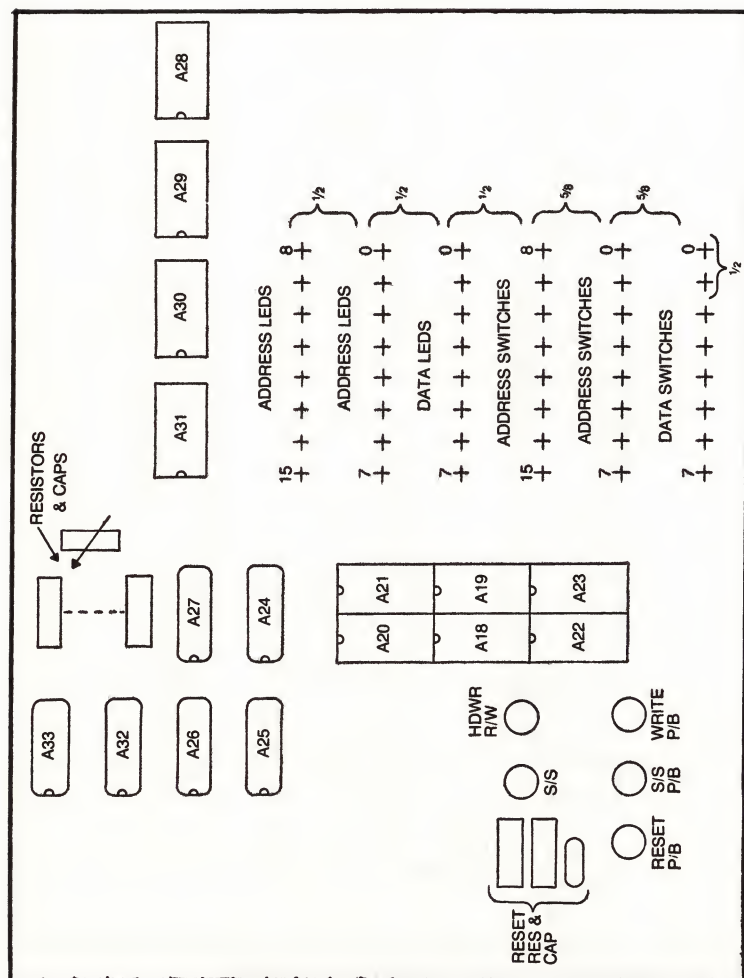 A33
RESISTORS
& CAPS
A32
A26
A27
A31
A30
A29
A28
A25
A24
ADDRESS LEDS
15
8
1/2
ADDRESS LEDS
7
0
1/2
DATA LEDS
7
0
1/2
ADDRESS SWITCHES
15
8
5/8
ADDRESS SWITCHES
7
0
5/8
DATA SWITCHES
7
0
1/2
A20
A21
A18
A19
A22
A23
HDWR
R/W
S/S
RESET
RES &
CAP
RESET
P/B
S/S
P/B
WRITE
P/B